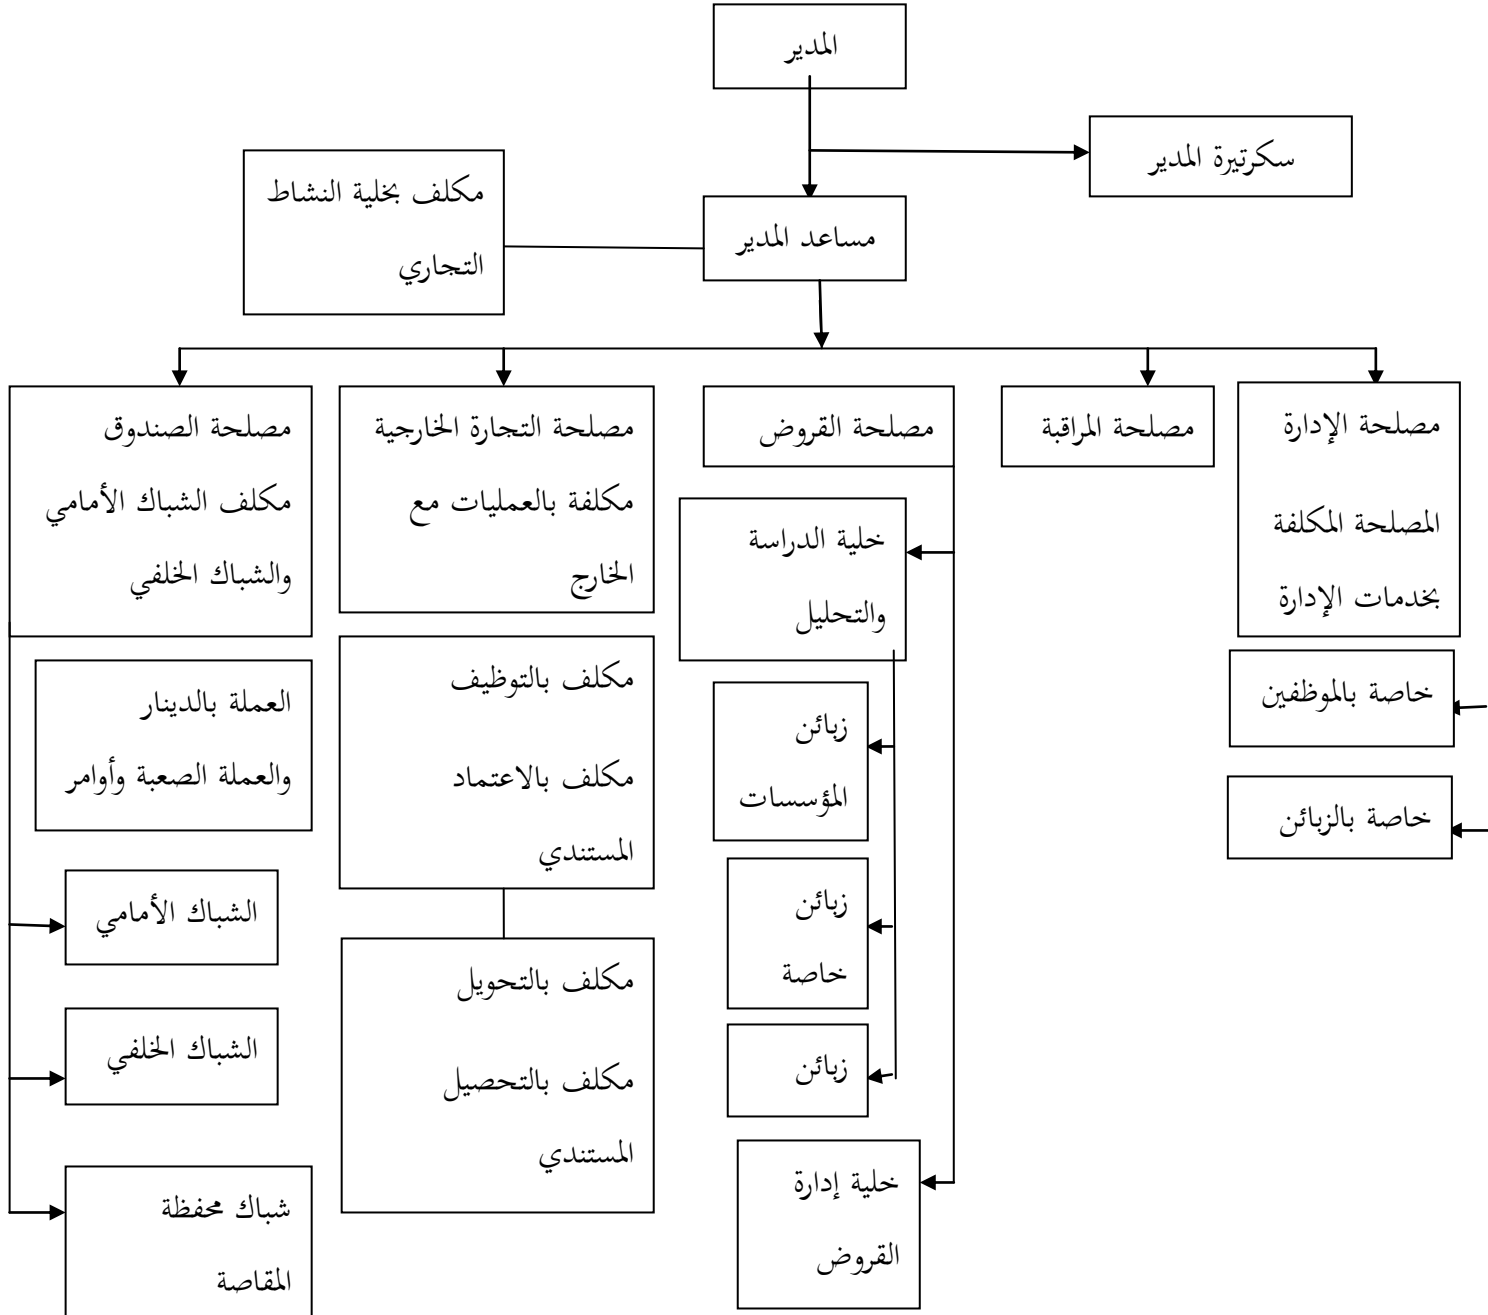 المدير
سكرتيرة المدير
مكلف بخلية النشاط
التجاري
مساعد المدير
مصلحة الإدارة
المصلحة المكلفة
بخدمات الإدارة
مصلحة المراقبة
مصلحة القروض
مصلحة التجارة الخارجية
مكلفة بالعمليات مع
الخارج
مصلحة الصندوق
مكلف الشباك الأمامي
والشباك الخلفي
خاصة بالموظفين
خاصة بالزبائن
خلية الدراسة
والتحليل
زبائن
المؤسسات
زبائن
خاصة
زبائن
خلية إدارة
القروض
مكلف بالتوظيف
مكلف بالاعتماد
المستندي
مكلف بالتحويل
مكلف بالتحصيل
المستندي
العملة بالدينار
والعملة الصعبة وأوامر
الشباك الأمامي
الشباك الخلفي
شباك محفظة
المقاصة